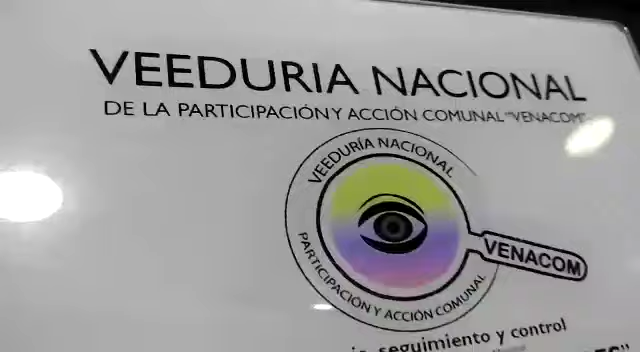 VEEDURIA NACIONAL
DE LA PARTICIPACIÓN Y ACCIÓN COMUNAL "VENACOM"
VEEDURÍA NACIONAL
VENACOM
PARTICIPACIÓN Y ACCIÓN COMUNAL
seguimiento y control